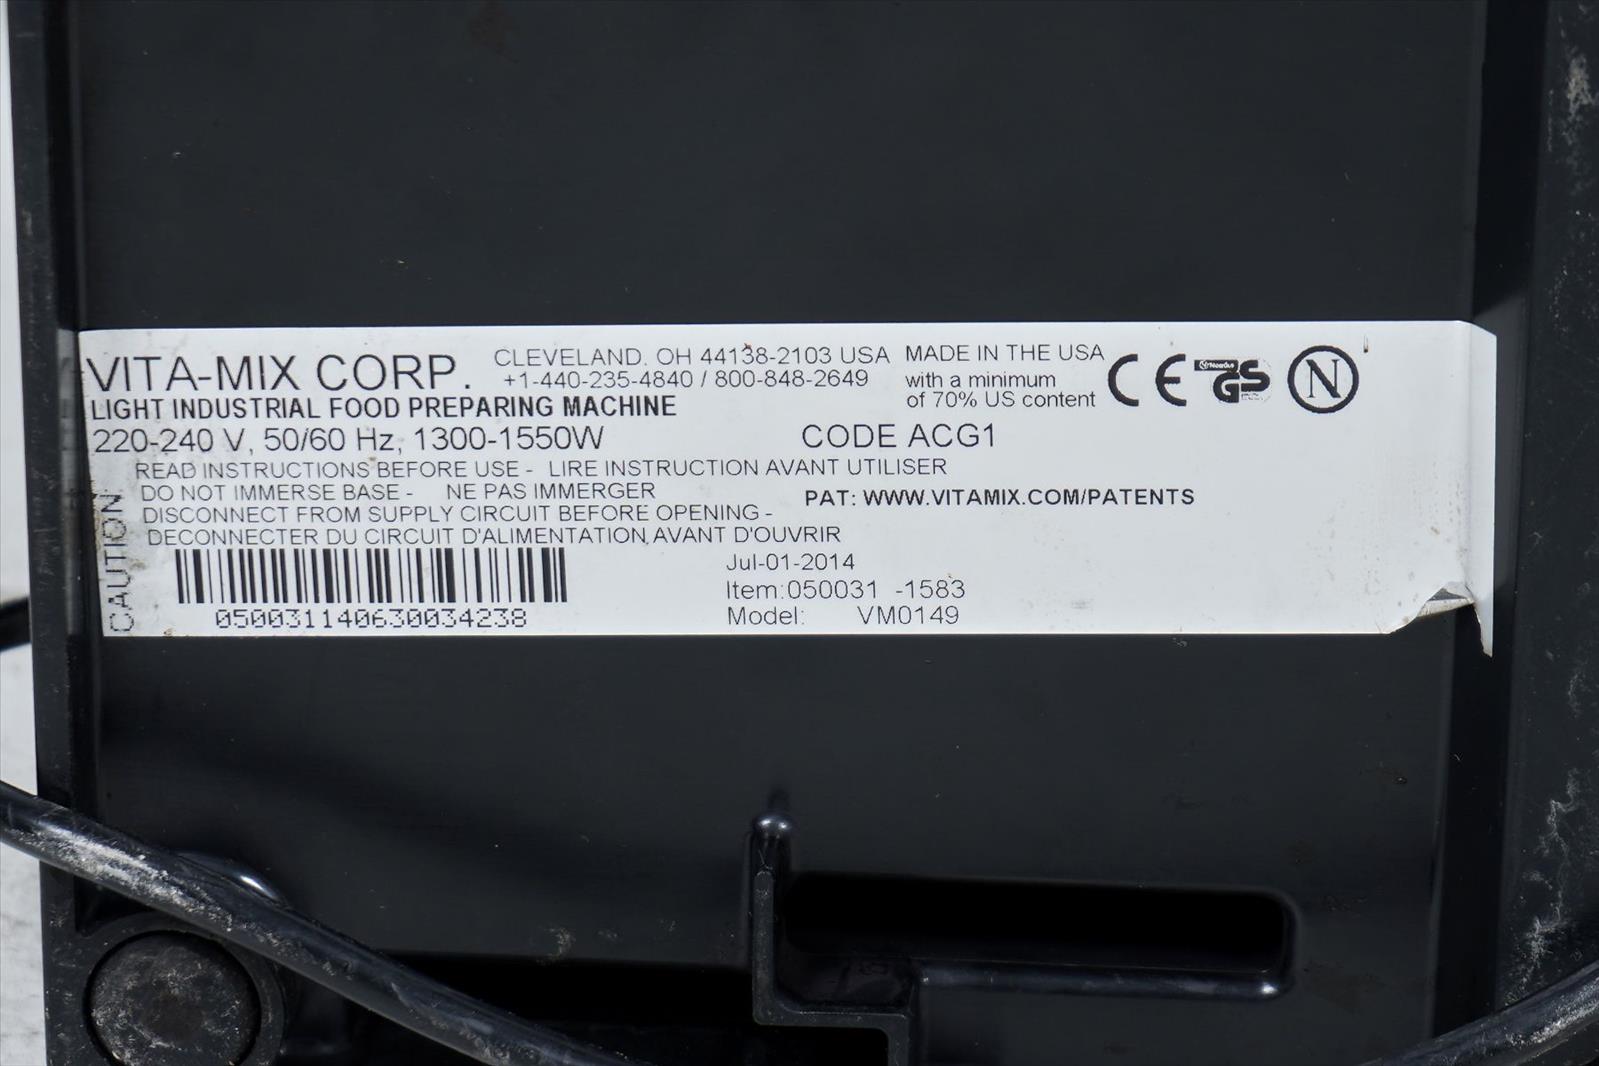 VITA-MIX CORP.
CLEVELAND. OH 44138-2103 USA
+1-440-235-4840 / 800-848-2649
MADE IN THE USA
with a minimum
of 70% US content
CE
GS
N
LIGHT INDUSTRIAL FOOD PREPARING MACHINE
220-240 V, 50/60 Hz, 1300-1550W
CODE ACG1
CAUTION
READ INSTRUCTIONS BEFORE USE - LIRE INSTRUCTION AVANT UTILISER
DO NOT IMMERSE BASE - NE PAS IMMERGER
DISCONNECT FROM SUPPLY CIRCUIT BEFORE OPENING -
DECONNECTER DU CIRCUIT D'ALIMENTATION AVANT D'OUVRIR
PAT: WWW.VITAMIX.COM/PATENTS
050031140630034238
Jul-01-2014
Item:050031 -1583
Model: VM0149